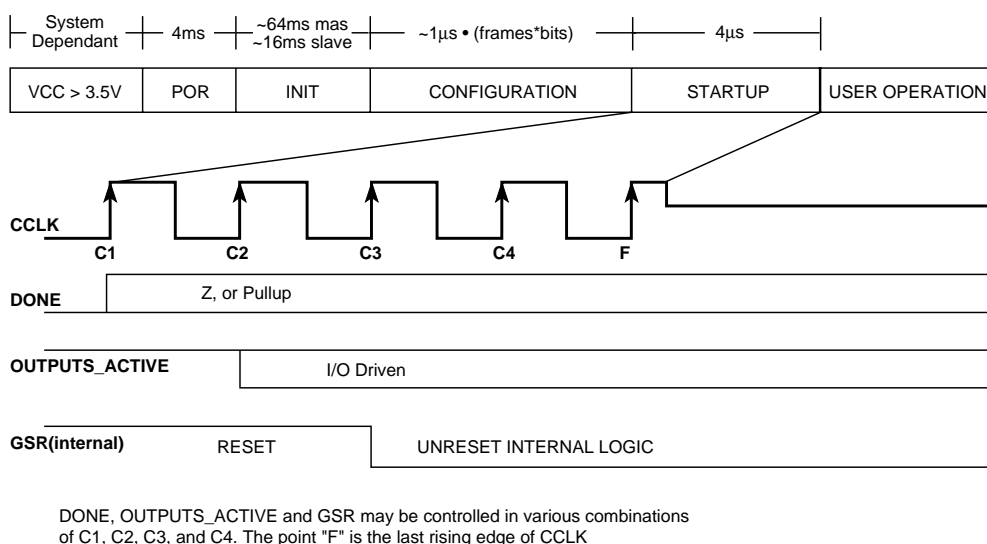 System
Dependant
4ms
~64ms mas
~16ms slave
~1µs • (frames*bits)
4µs
VCC > 3.5V POR INIT CONFIGURATION STARTUP USER OPERATION
CCLK
C1 C2 C3 C4 F
DONE Z, or Pullup
OUTPUTS_ACTIVE I/O Driven
GSR(internal) RESET UNRESET INTERNAL LOGIC
DONE, OUTPUTS_ACTIVE and GSR may be controlled in various combinations
of C1, C2, C3, and C4. The point "F" is the last rising edge of CCLK